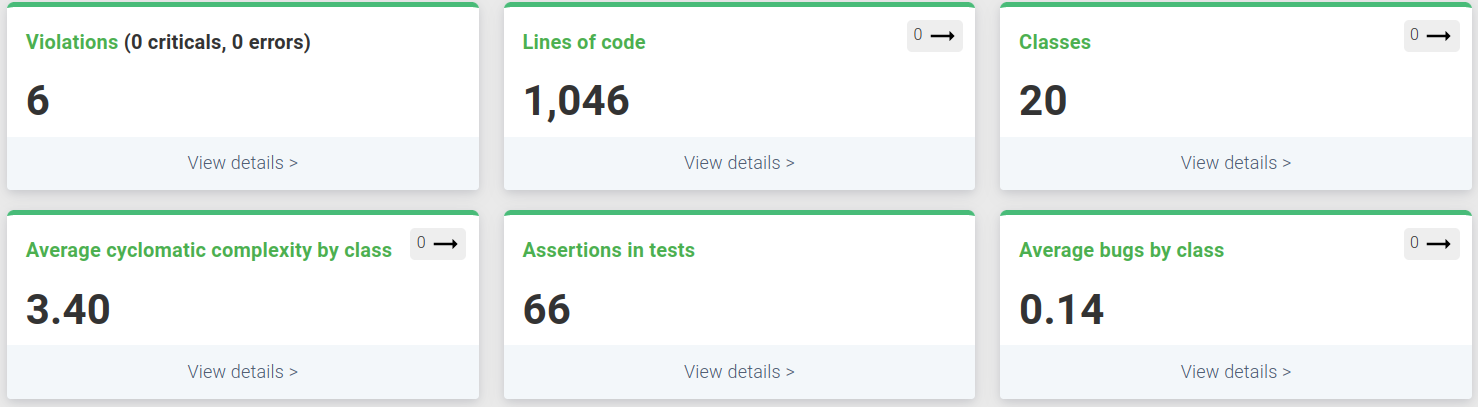 Violations (0 criticals, 0 errors)
6
View details >
Lines of code
0 →
1,046
View details >
Classes
0 →
20
View details >
Average cyclomatic complexity by class
0 →
3.40
View details >
Assertions in tests
66
View details >
Average bugs by class
0 →
0.14
View details >